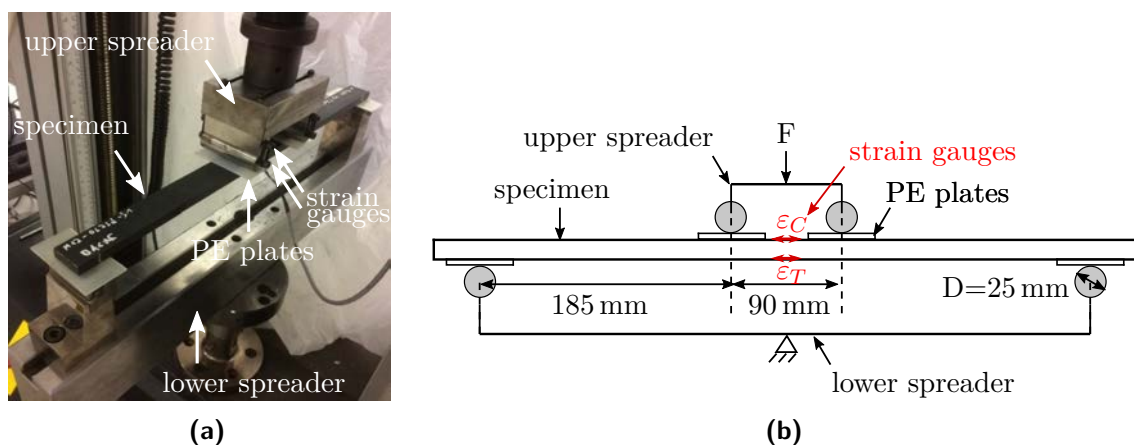 upper spreader
specimen
strain
gauges
PE plates
lower spreader
(a)
F
upper spreader
strain gauges
specimen
PE plates
εC
εT
185 mm
90 mm
D=25 mm
lower spreader
(b)